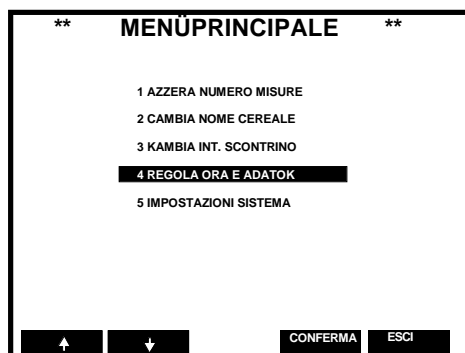 ** MENÜPRINCIPALE **
1 AZZERA NUMERO MISURE
2 CAMBIA NOME CEREALE
3 KAMBIA INT. SCONTRINO
4 REGOLA ORA E ADATOK
5 IMPOSTAZIONI SISTEMA
CONFERMA ESCI